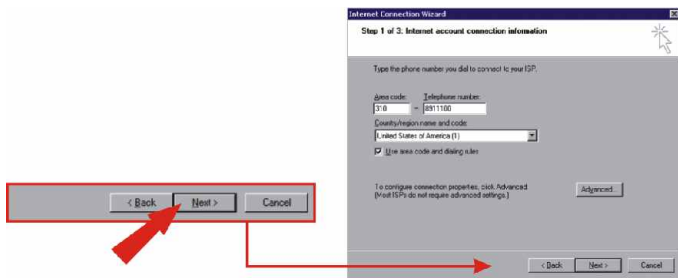 Internet Connection Wizard
Step 1 of 3: Internet account connection information
Type the phone number you dial to connect to your ISP.
Area code: Telephone number:
310 - 8911100
Country/region name and code:
United States of America (1)
Use area code and dialing rules
To configure connection properties, click Advanced.
(Most ISPs do not require advanced settings.)
Advanced...
< Back Next > Cancel
< Back Next > Cancel